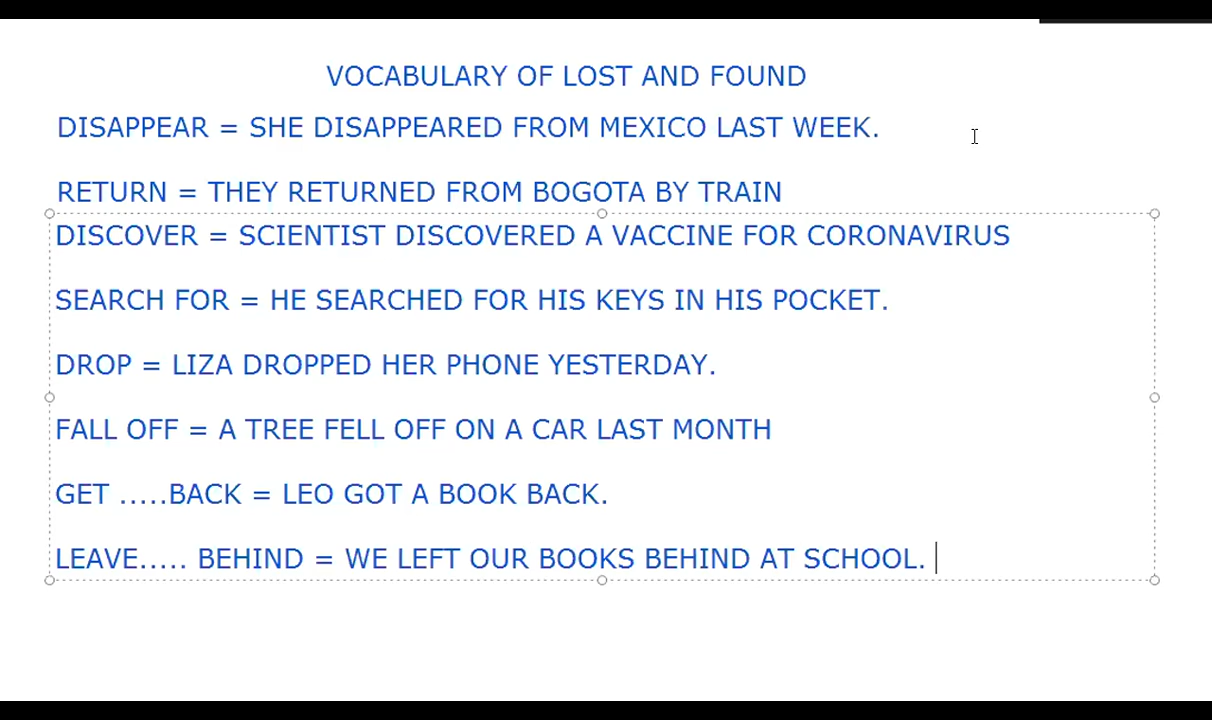 VOCABULARY OF LOST AND FOUND
DISAPPEAR = SHE DISAPPEARED FROM MEXICO LAST WEEK.
RETURN = THEY RETURNED FROM BOGOTA BY TRAIN
DISCOVER = SCIENTIST DISCOVERED A VACCINE FOR CORONAVIRUS
SEARCH FOR = HE SEARCHED FOR HIS KEYS IN HIS POCKET.
DROP = LIZA DROPPED HER PHONE YESTERDAY.
FALL OFF = A TREE FELL OFF ON A CAR LAST MONTH
GET .....BACK = LEO GOT A BOOK BACK.
LEAVE..... BEHIND = WE LEFT OUR BOOKS BEHIND AT SCHOOL.